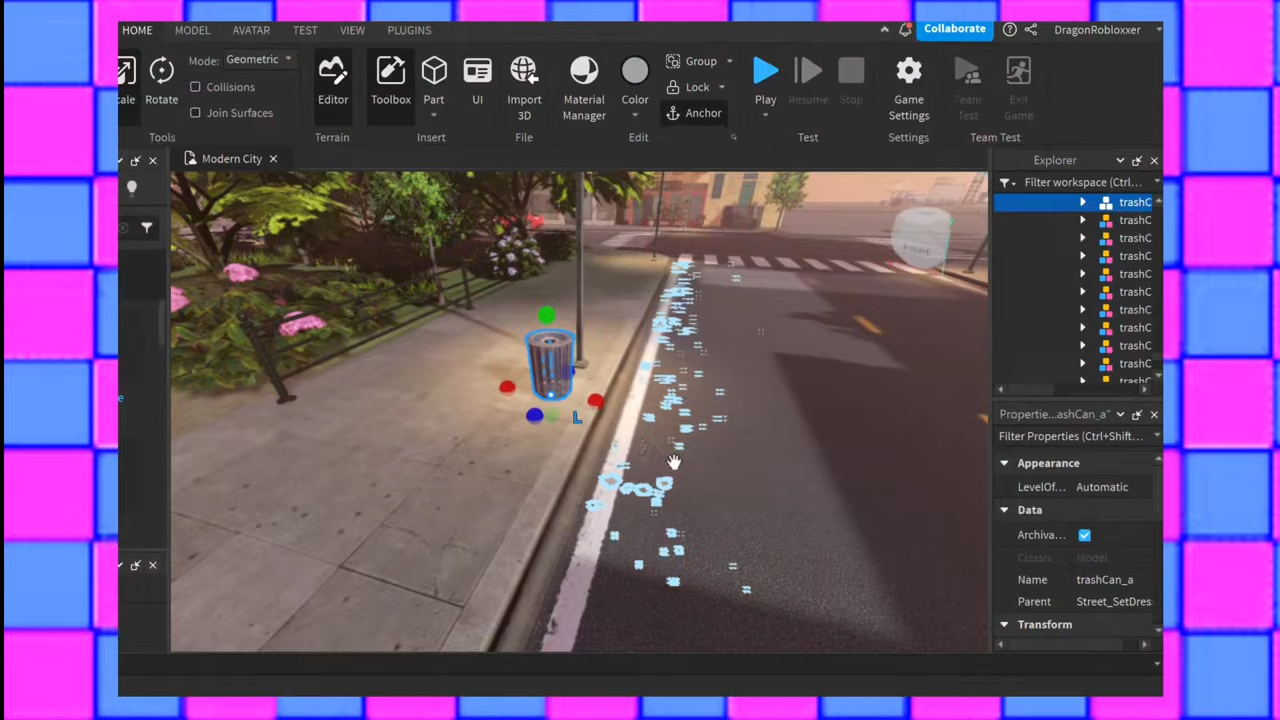 HOME MODEL AVATAR TEST VIEW PLUGINS Collaborate DragonRobloxxer
Mode: Geometric
Collisions
Join Surfaces
cale Rotate
Editor Toolbox Part UI Import
3D
Material
Manager
Color
Group
Lock
Anchor
Play Resume Stop
Game
Settings
Team
Test
Exit
Game
Tools Terrain Insert File Edit Test Settings Team Test
Modern City
Explorer
Filter workspace (Ctrl...
trashC
trashC
trashC
trashC
trashC
trashC
trashC
trashC
trashC
trashC
trashC
L
e
Propertie...ashCan_a"
Filter Properties (Ctrl+Shift...
Appearance
LevelOf... Automatic
Data
Archiva...
Model
Name trashCan_a
Parent Street_SetDres
Transform